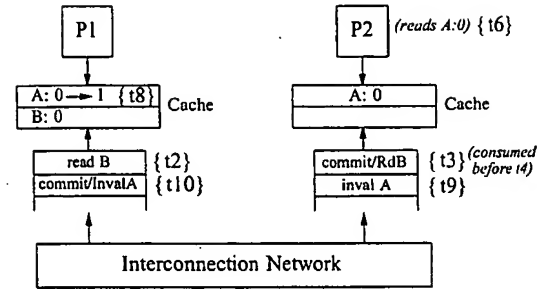 P1
P2
(reads A:0) {t6}
A: 0 → 1 {t8}
B: 0
Cache
A: 0
Cache
read B {t2}
commit/InvalA {t10}
commit/RdB {t3} (consumed
before t4)
inval A {t9}
Interconnection Network